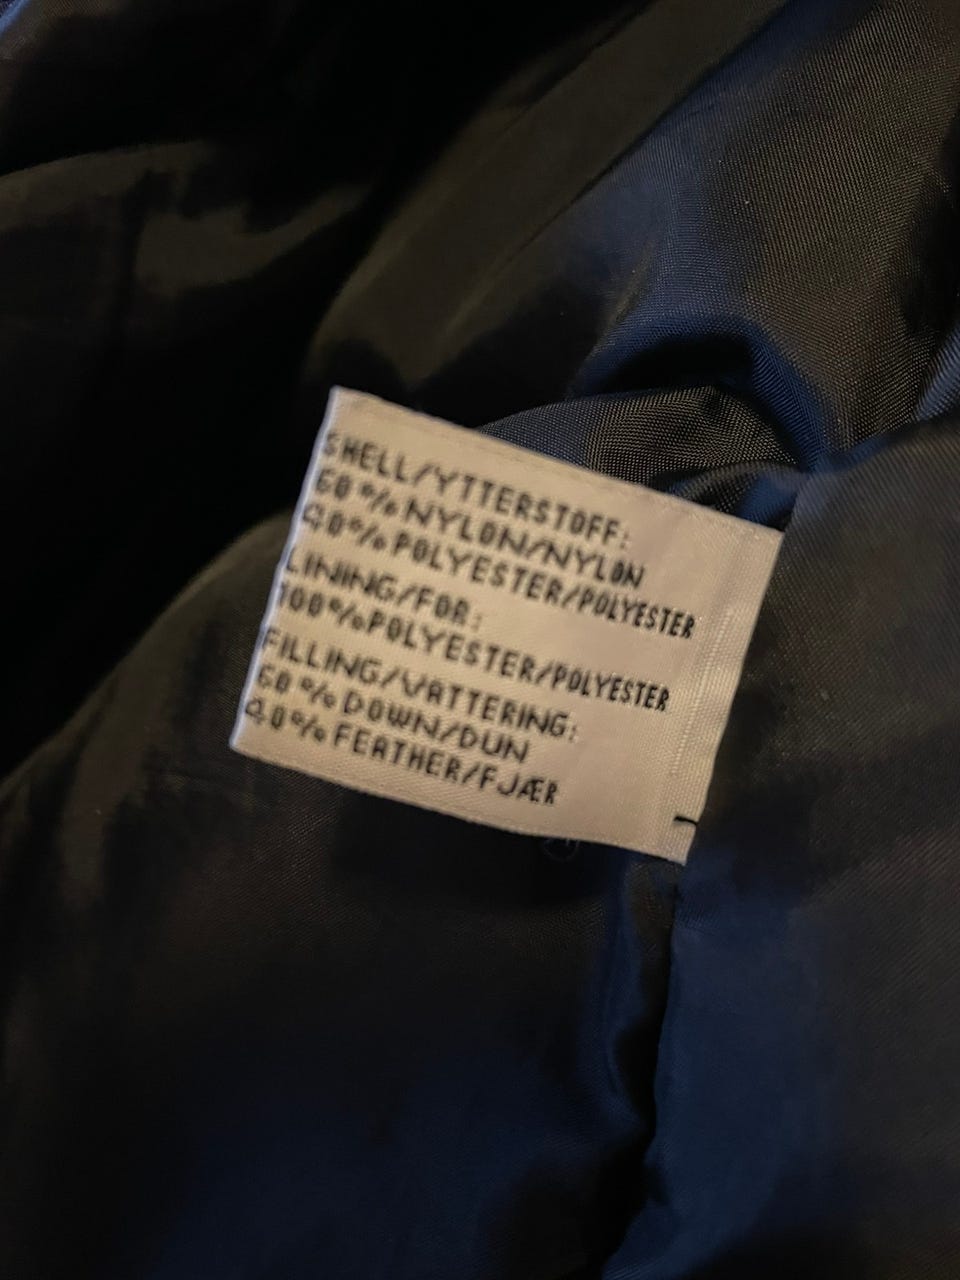 SHELL/YTTERSTOFF:
60%NYLON/NYLON
40%POLYESTER/POLYESTER
LINING/FOR:
100%POLYESTER/POLYESTER
FILLING/VATTERING:
60%DOWN/DUN
40%FEATHER/FJÆR